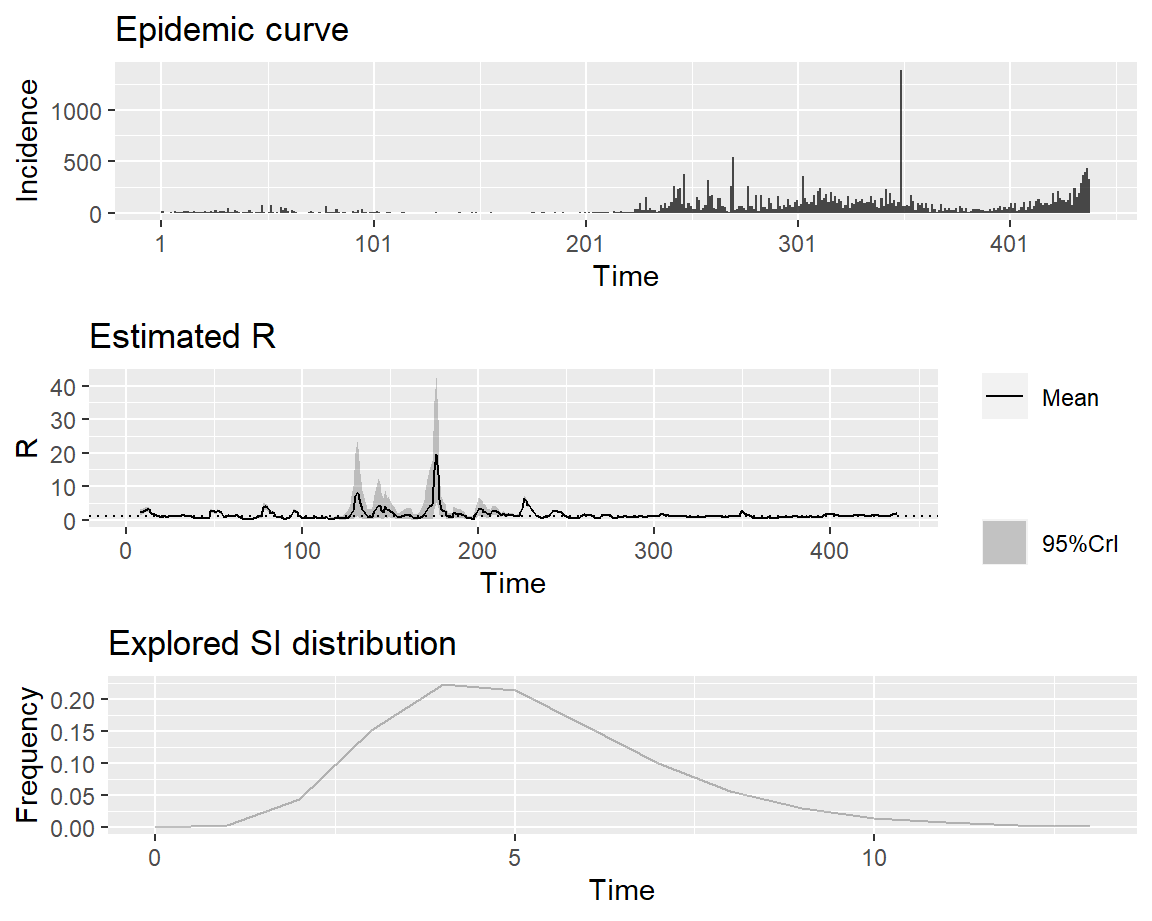 Epidemic curve
1000
500
0
Incidence
1 101 201 301 401
Time
Estimated R
40
30
20
10
0
R
0 100 200 300 400
Time
Mean
95%CrI
Explored SI distribution
0.20
0.15
0.10
0.05
0.00
Frequency
0 5 10
Time